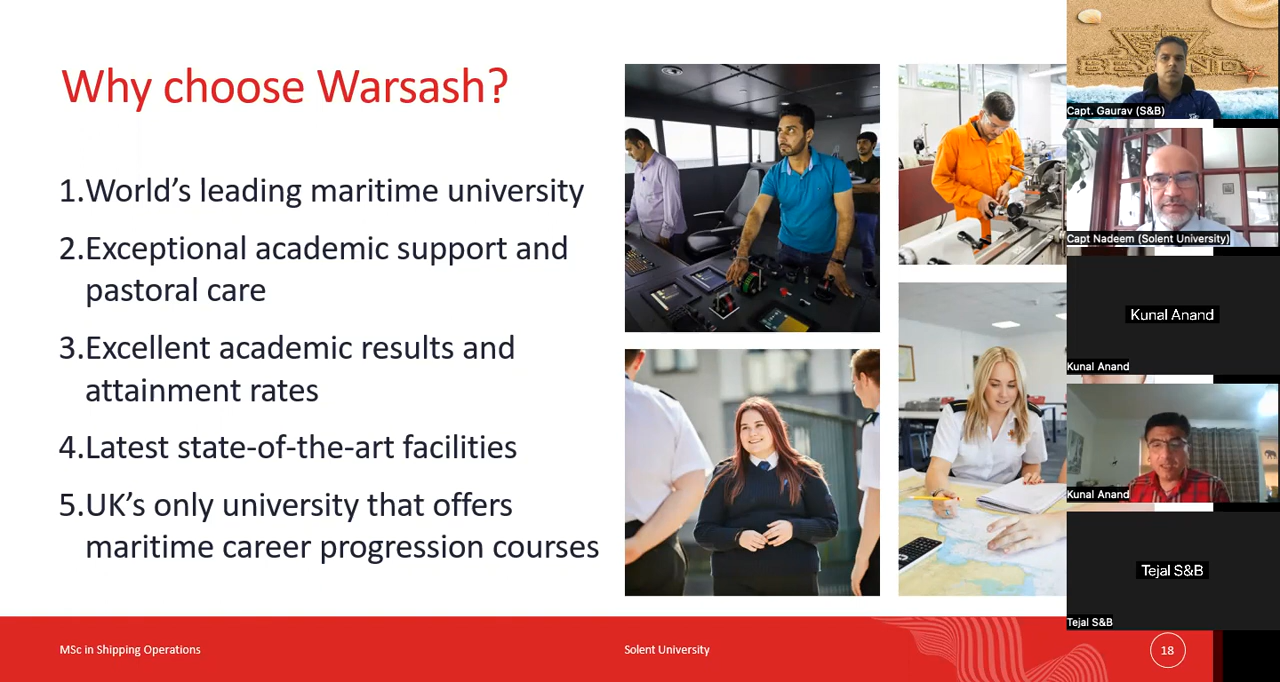 Why choose Warsash?
1.World’s leading maritime university
2.Exceptional academic support and
pastoral care
3.Excellent academic results and
attainment rates
4.Latest state-of-the-art facilities
5.UK’s only university that offers
maritime career progression courses
MSc in Shipping Operations
Solent University
18
BEYOND
Capt. Gaurav (S&B)
Capt Nadeem (Solent University)
Kunal Anand
Kunal Anand
Kunal Anand
Tejal S&B
Tejal S&B